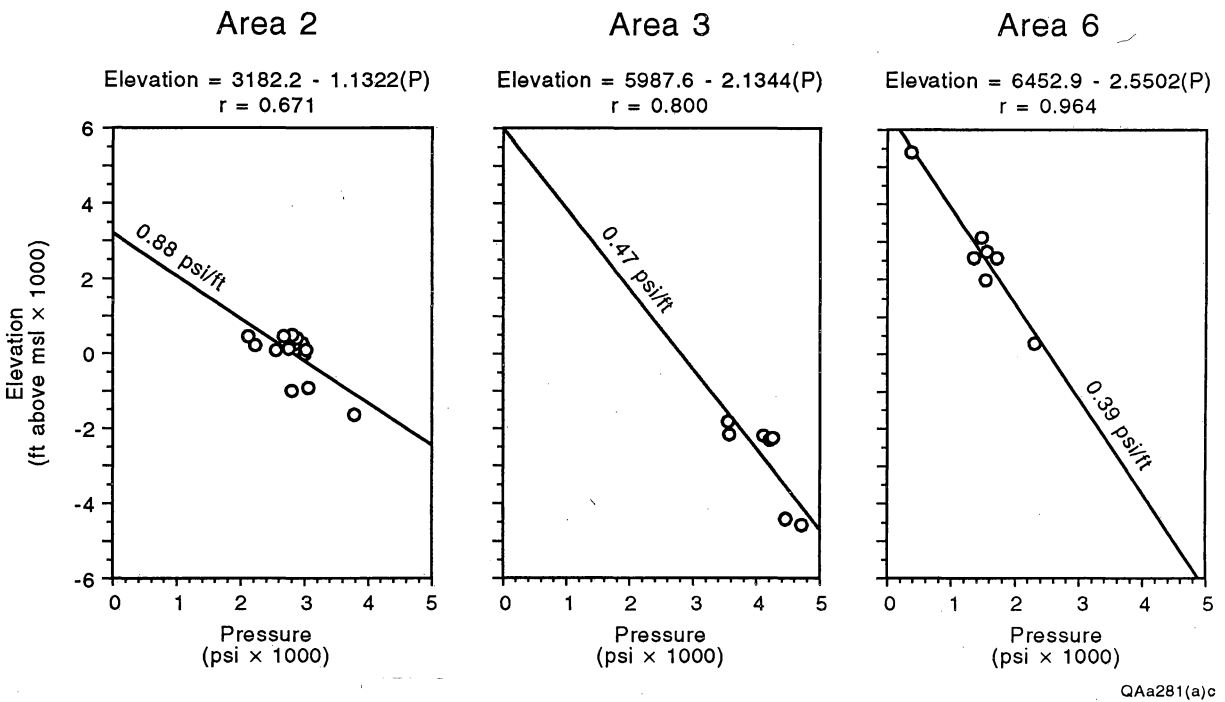 Area 2
Elevation = 3182.2 - 1.1322(P)
r = 0.671
Area 3
Elevation = 5987.6 - 2.1344(P)
r = 0.800
Area 6
Elevation = 6452.9 - 2.5502(P)
r = 0.964
Elevation
(ft above msl × 1000)
6
4
2
0
-2
-4
-6
0.88 psi/ft
0.47 psi/ft
0.39 psi/ft
0 1 2 3 4 5
0 1 2 3 4 5
0 1 2 3 4 5
Pressure
(psi × 1000)
Pressure
(psi × 1000)
Pressure
(psi × 1000)
QAa281(a)c